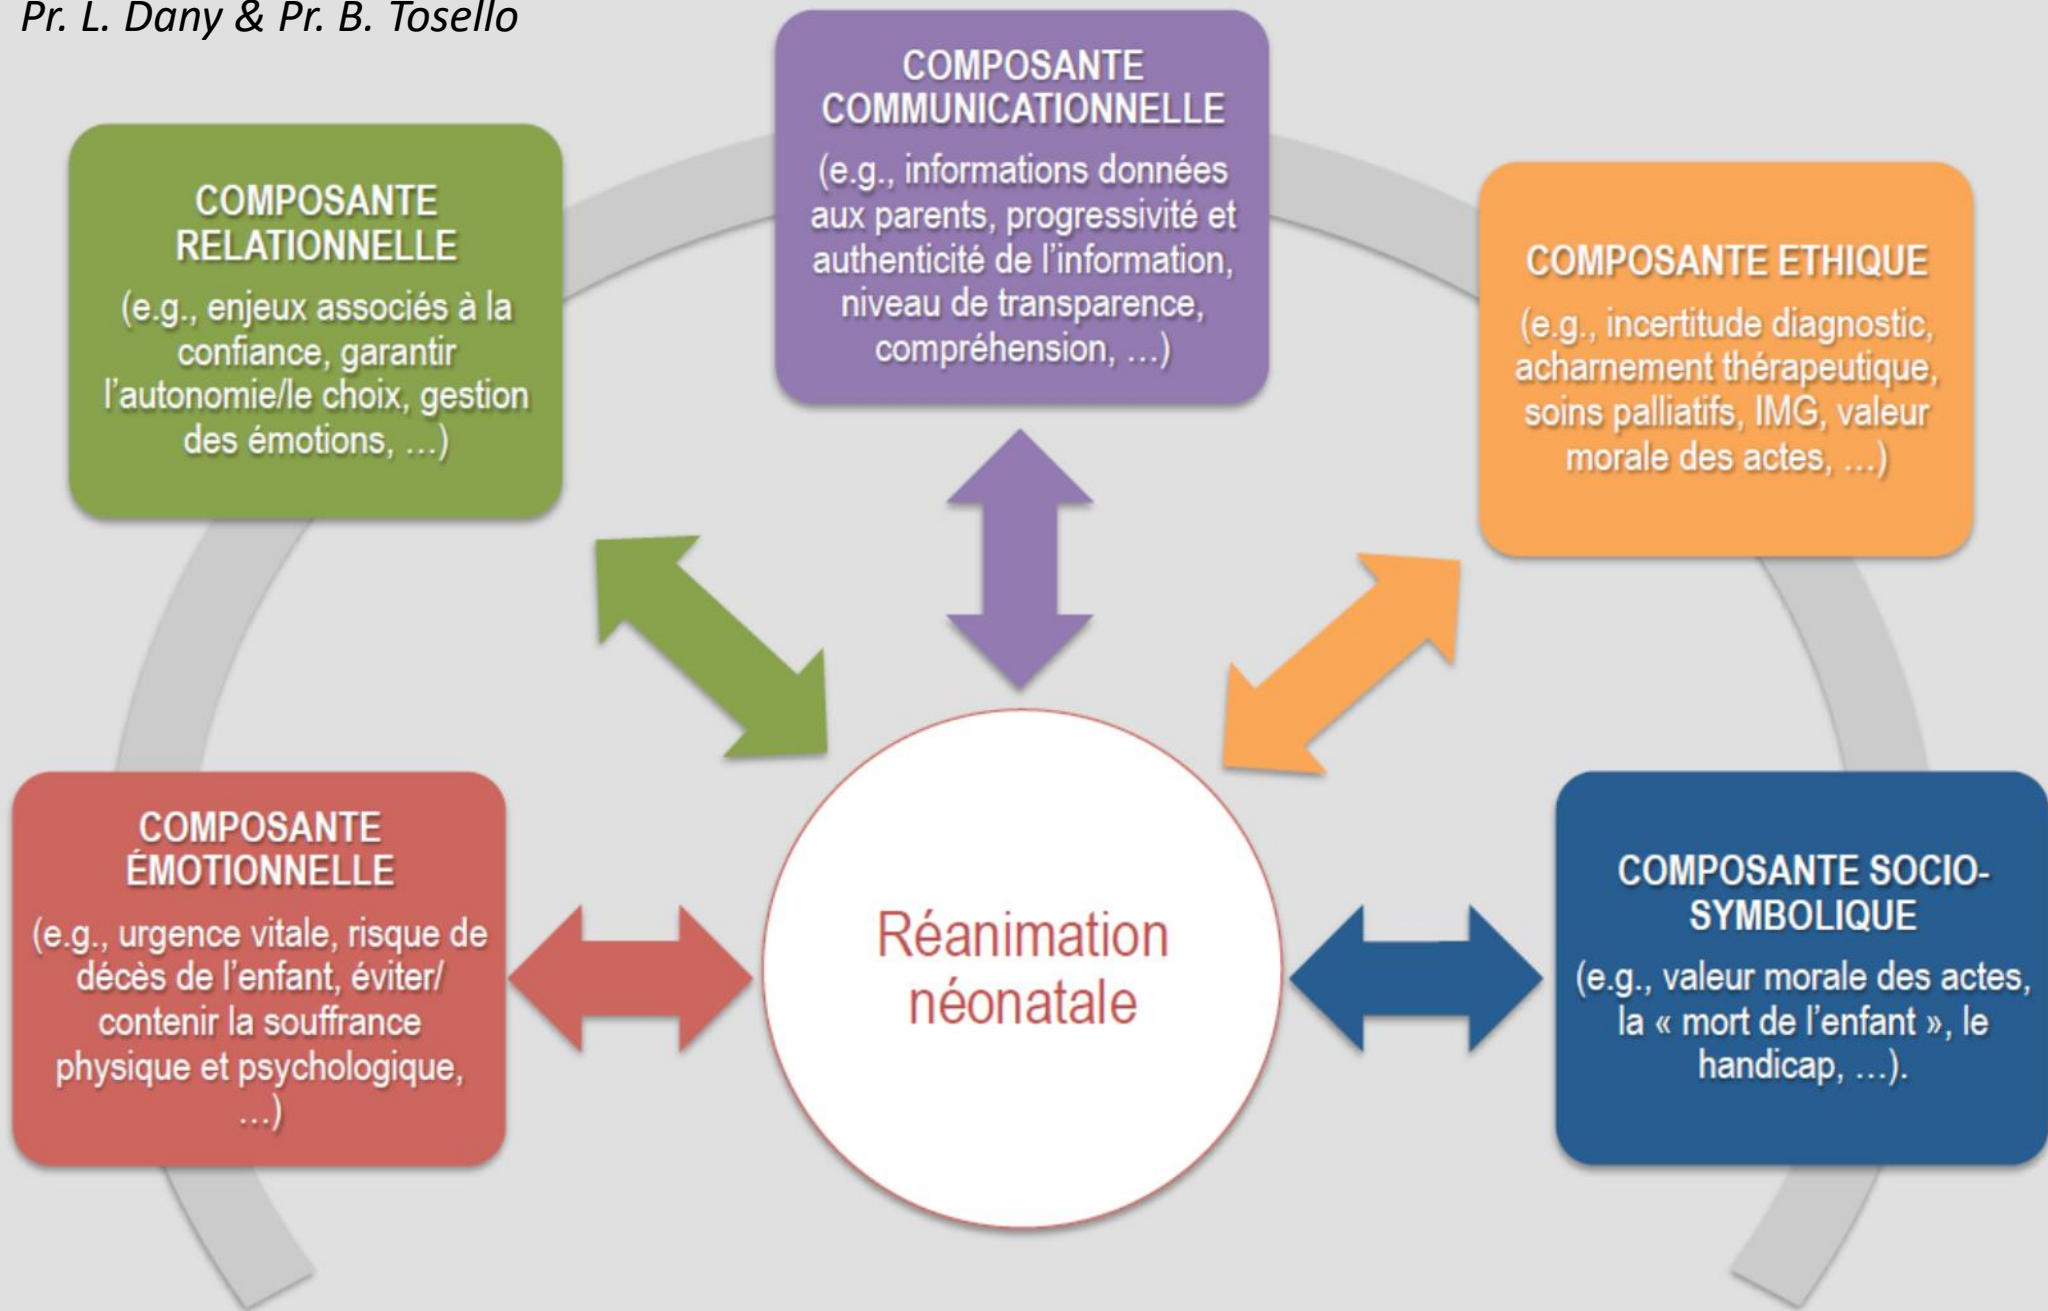 Pr. L. Dany & Pr. B. Tosello
COMPOSANTE
COMMUNICATIONNELLE
(e.g., informations données
aux parents, progressivité et
authenticité de l'information,
niveau de transparence,
compréhension, …)
COMPOSANTE
RELATIONNELLE
(e.g., enjeux associés à la
confiance, garantir
l'autonomie/le choix, gestion
des émotions, …)
COMPOSANTE ETHIQUE
(e.g., incertitude diagnostic,
acharnement thérapeutique,
soins palliatifs, IMG, valeur
morale des actes, …)
COMPOSANTE
ÉMOTIONNELLE
(e.g., urgence vitale, risque de
décès de l'enfant, éviter/
contenir la souffrance
physique et psychologique,
…)
Réanimation
néonatale
COMPOSANTE SOCIO-
SYMBOLIQUE
(e.g., valeur morale des actes,
la « mort de l'enfant », le
handicap, …).